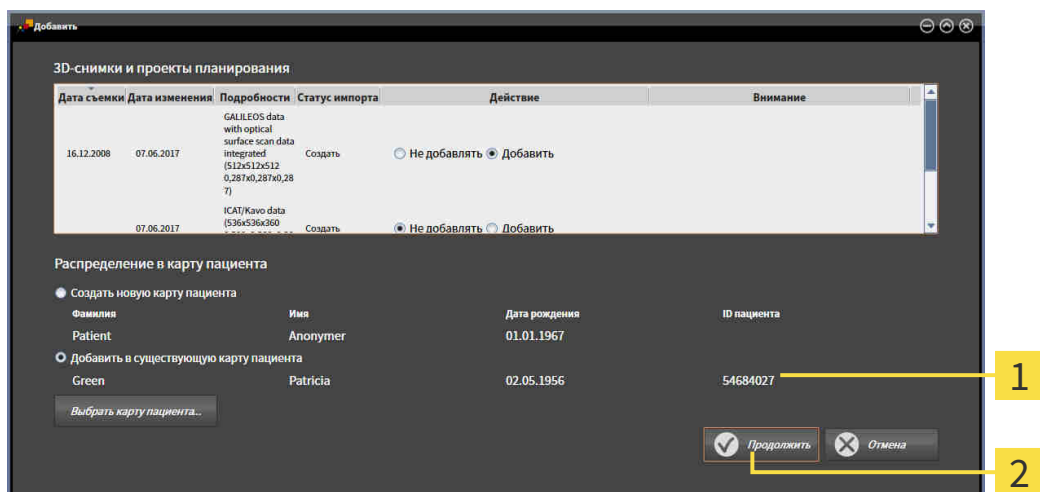 Добавить
3D-снимки и проекты планирования
Дата съемки Дата изменения Подробности Статус импорта Действие Внимание
GALILEOS data
with optical
surface scan data
16.12.2008 07.06.2017 integrated Создать Не добавлять Добавить
(512x512x512
0,287x0,287x0,28
7)
ICAT/Kavo data
(536x536x360
07.06.2017 Создать Не добавлять Добавить
Распределение в карту пациента
Создать новую карту пациента
Фамилия Имя Дата рождения ID пациента
Patient Anonymer 01.01.1967
Добавить в существующую карту пациента
Green Patricia 02.05.1956 54684027
1
Выбрать карту пациента...
Продолжить Отмена
2